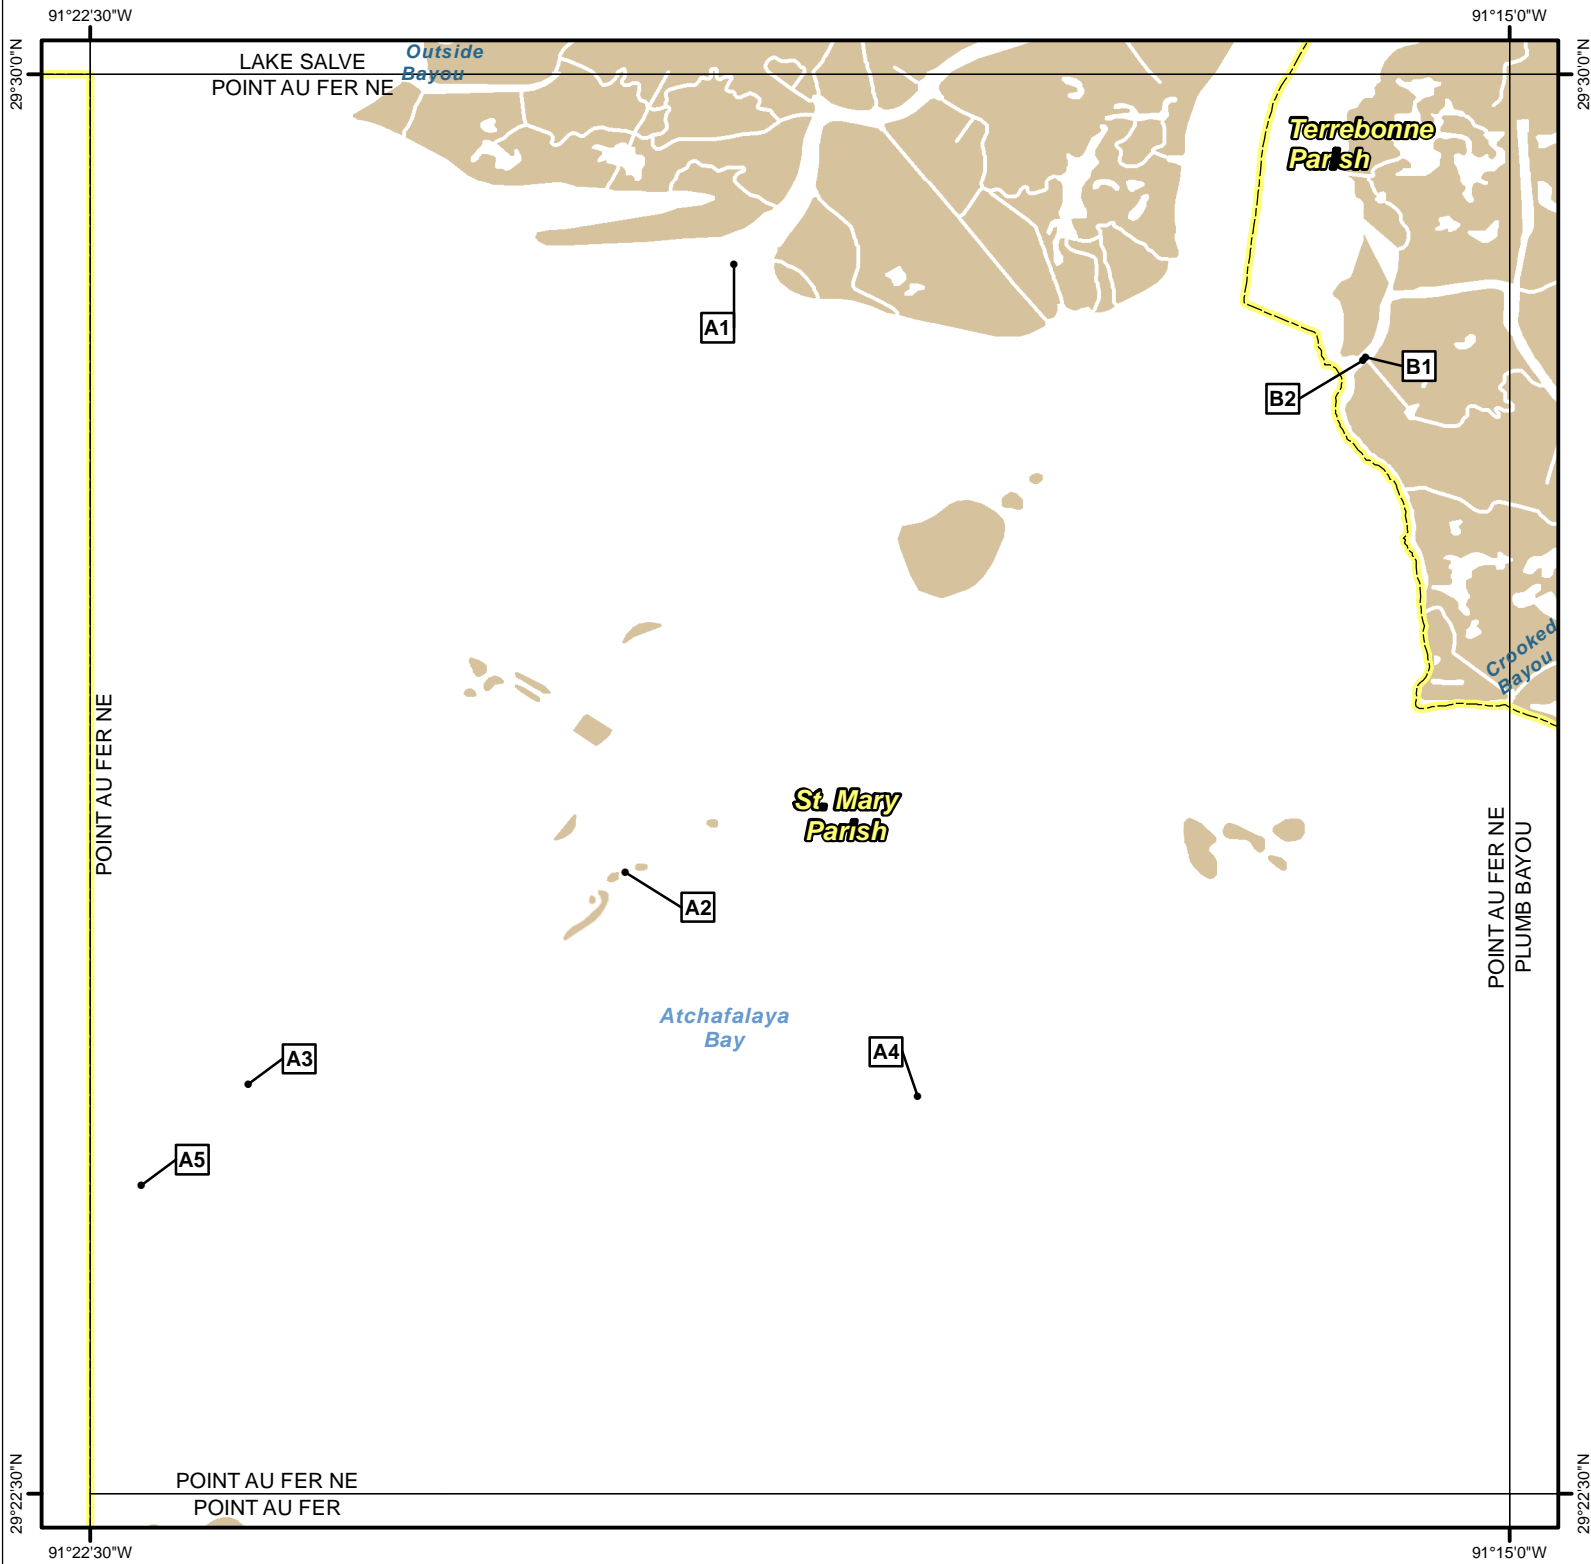 91°22'30"W
91°15'0"W
29°30'0"N
29°30'0"N
LAKE SALVE
POINT AU FER NE
Outside
Bayou
Terrebonne
Parish
A1
B1
B2
Crooked
Bayou
POINT AU FER NE
St. Mary
Parish
POINT AU FER NE
PLUMB BAYOU
A2
Atchafalaya
Bay
A3
A4
A5
POINT AU FER NE
POINT AU FER
29°22'30"N
29°22'30"N
91°22'30"W
91°15'0"W